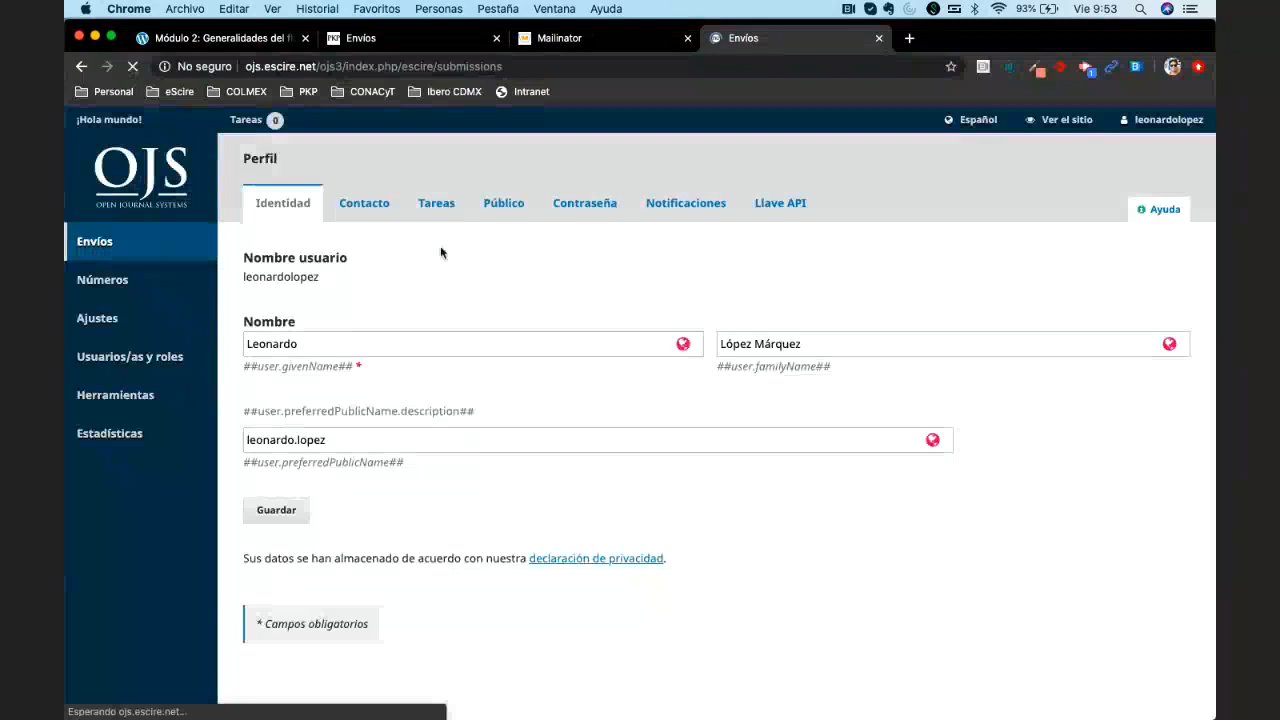 Chrome Archivo Editar Ver Historial Favoritos Personas Pestaña Ventana Ayuda 93% Vie 9:53
Módulo 2: Generalidades del f Envíos Mailinator Envíos
No seguro ojs.escire.net/ojs3/index.php/escire/submissions
Personal eScire COLMEX PKP CONACyT Ibero CDMX Intranet
¡Hola mundo! Tareas 0 Español Ver el sitio leonardolopez
OJS
OPEN JOURNAL SYSTEMS
Envíos
Números
Ajustes
Usuarios/as y roles
Herramientas
Estadísticas
Perfil
Identidad Contacto Tareas Público Contraseña Notificaciones Llave API Ayuda
Nombre usuario
leonardolopez
Nombre
Leonardo López Márquez
##user.givenName## * ##user.familyName##
##user.preferredPublicName.description##
leonardo.lopez
##user.preferredPublicName##
Guardar
Sus datos se han almacenado de acuerdo con nuestra declaración de privacidad.
* Campos obligatorios
Esperando ojs.escire.net...